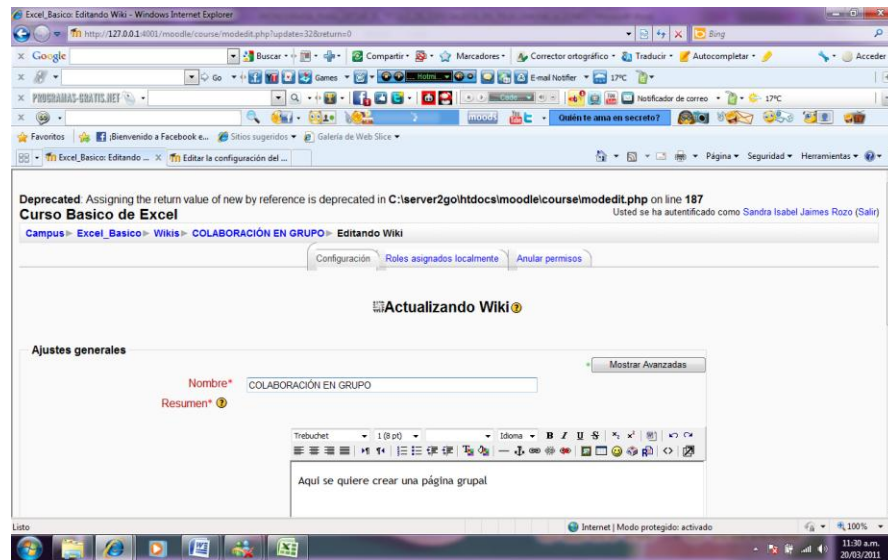 Excel_Basico: Editando Wiki - Windows Internet Explorer
http://127.0.0.1:4001/moodle/course/modedit.php?update=32&return=0
Bing
Google Buscar Compartir Marcadores Corrector ortográfico Traducir Autocompletar Acceder
Go Games Hotmi... E-mail Notifier 17°C
PROGRAMAS-GRATIS.NET Notificador de correo 17°C
moodl Quién te ama en secreto?
Favoritos ¡Bienvenido a Facebook e... Sitios sugeridos Galería de Web Slice
Excel_Basico: Editando ... X Editar la configuración del ... Página Seguridad Herramientas
Deprecated: Assigning the return value of new by reference is deprecated in C:\server2go\htdocs\moodle\course\modedit.php on line 187
Curso Basico de Excel
Usted se ha autentificado como Sandra Isabel Jaimes Rozo (Salir)
Campus Excel_Basico Wikis COLABORACIÓN EN GRUPO Editando Wiki
Configuración Roles asignados localmente Anular permisos
Actualizando Wiki
Ajustes generales
* Mostrar Avanzadas
Nombre* COLABORACIÓN EN GRUPO
Resumen*
Trebuchet 1 (8 pt) Idoma B I U S
Aqui se quiere crear una página grupal
Listo Internet | Modo protegido: activado 100%
11:30 a.m.
20/03/2011